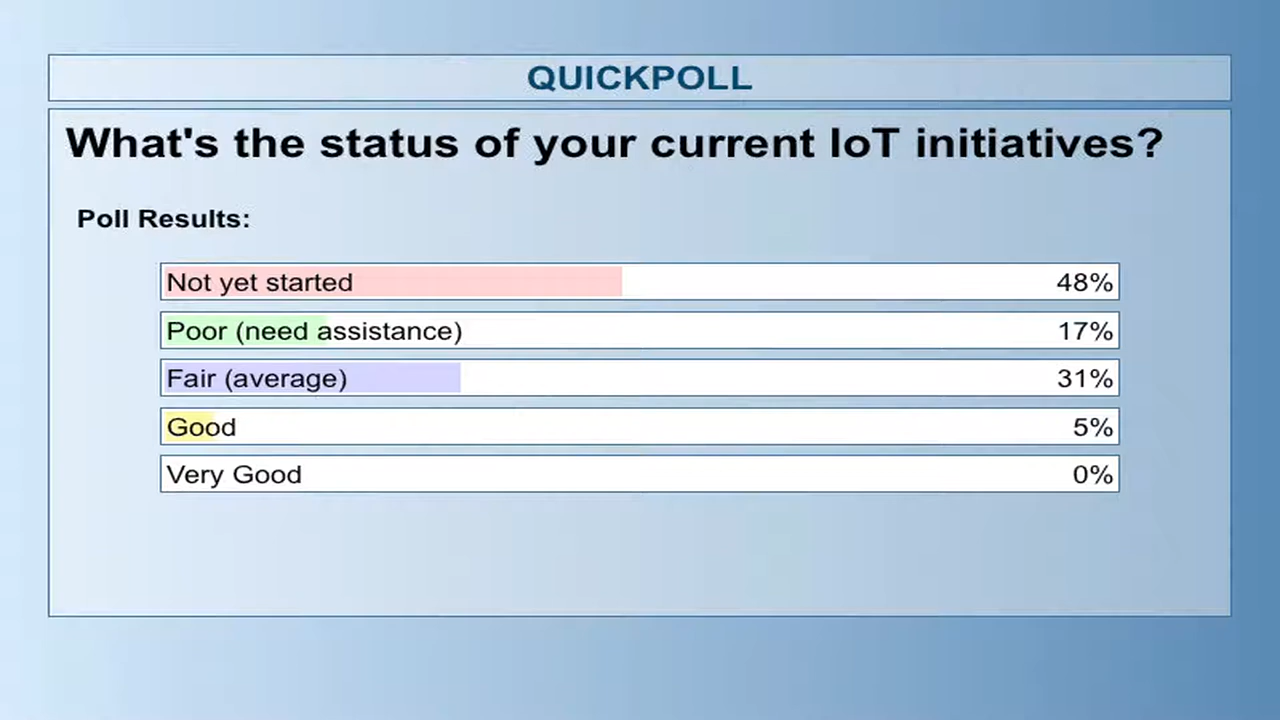 QUICKPOLL
What's the status of your current IoT initiatives?
Poll Results:
Not yet started 48%
Poor (need assistance) 17%
Fair (average) 31%
Good 5%
Very Good 0%